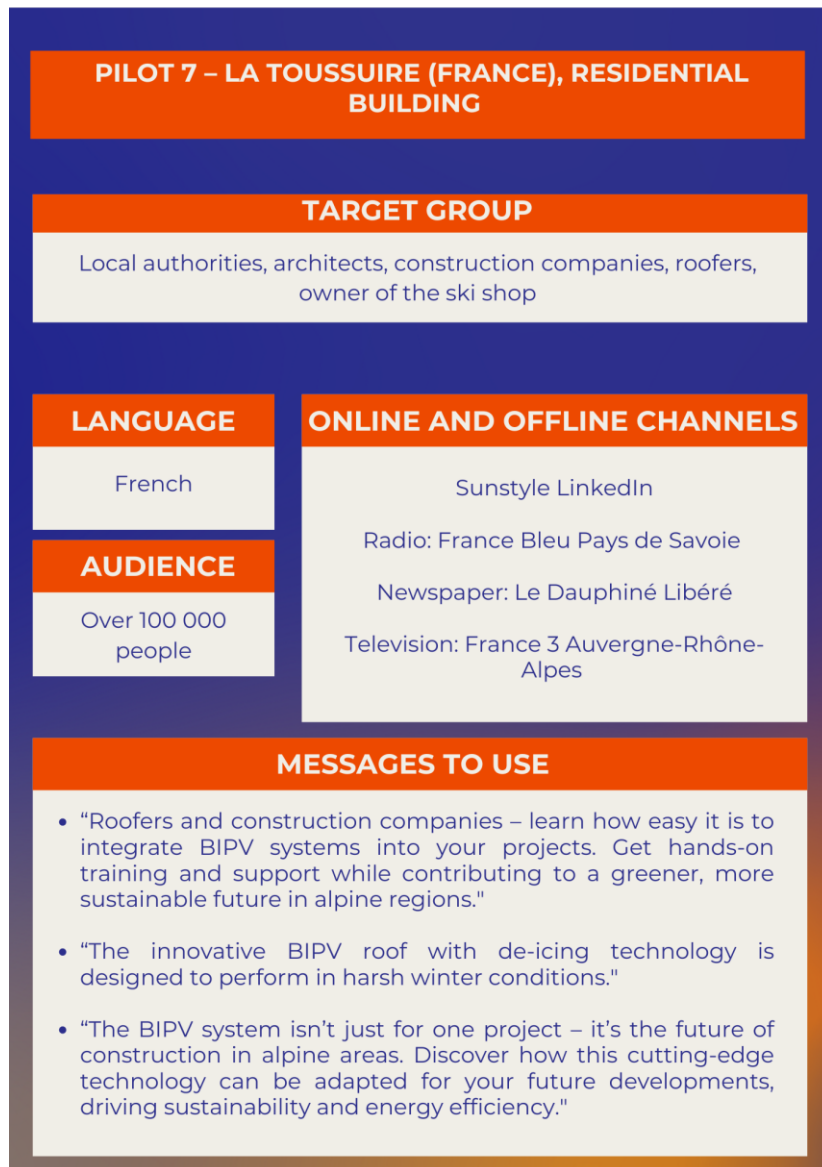 PILOT 7 – LA TOUSSUIRE (FRANCE), RESIDENTIAL
BUILDING
TARGET GROUP
Local authorities, architects, construction companies, roofers,
owner of the ski shop
LANGUAGE
French
AUDIENCE
Over 100 000
people
ONLINE AND OFFLINE CHANNELS
Sunstyle LinkedIn
Radio: France Bleu Pays de Savoie
Newspaper: Le Dauphiné Libéré
Television: France 3 Auvergne-Rhône-
Alpes
MESSAGES TO USE
• “Roofers and construction companies – learn how easy it is to
integrate BIPV systems into your projects. Get hands-on
training and support while contributing to a greener, more
sustainable future in alpine regions."
• “The innovative BIPV roof with de-icing technology is
designed to perform in harsh winter conditions."
• “The BIPV system isn’t just for one project – it’s the future of
construction in alpine areas. Discover how this cutting-edge
technology can be adapted for your future developments,
driving sustainability and energy efficiency."